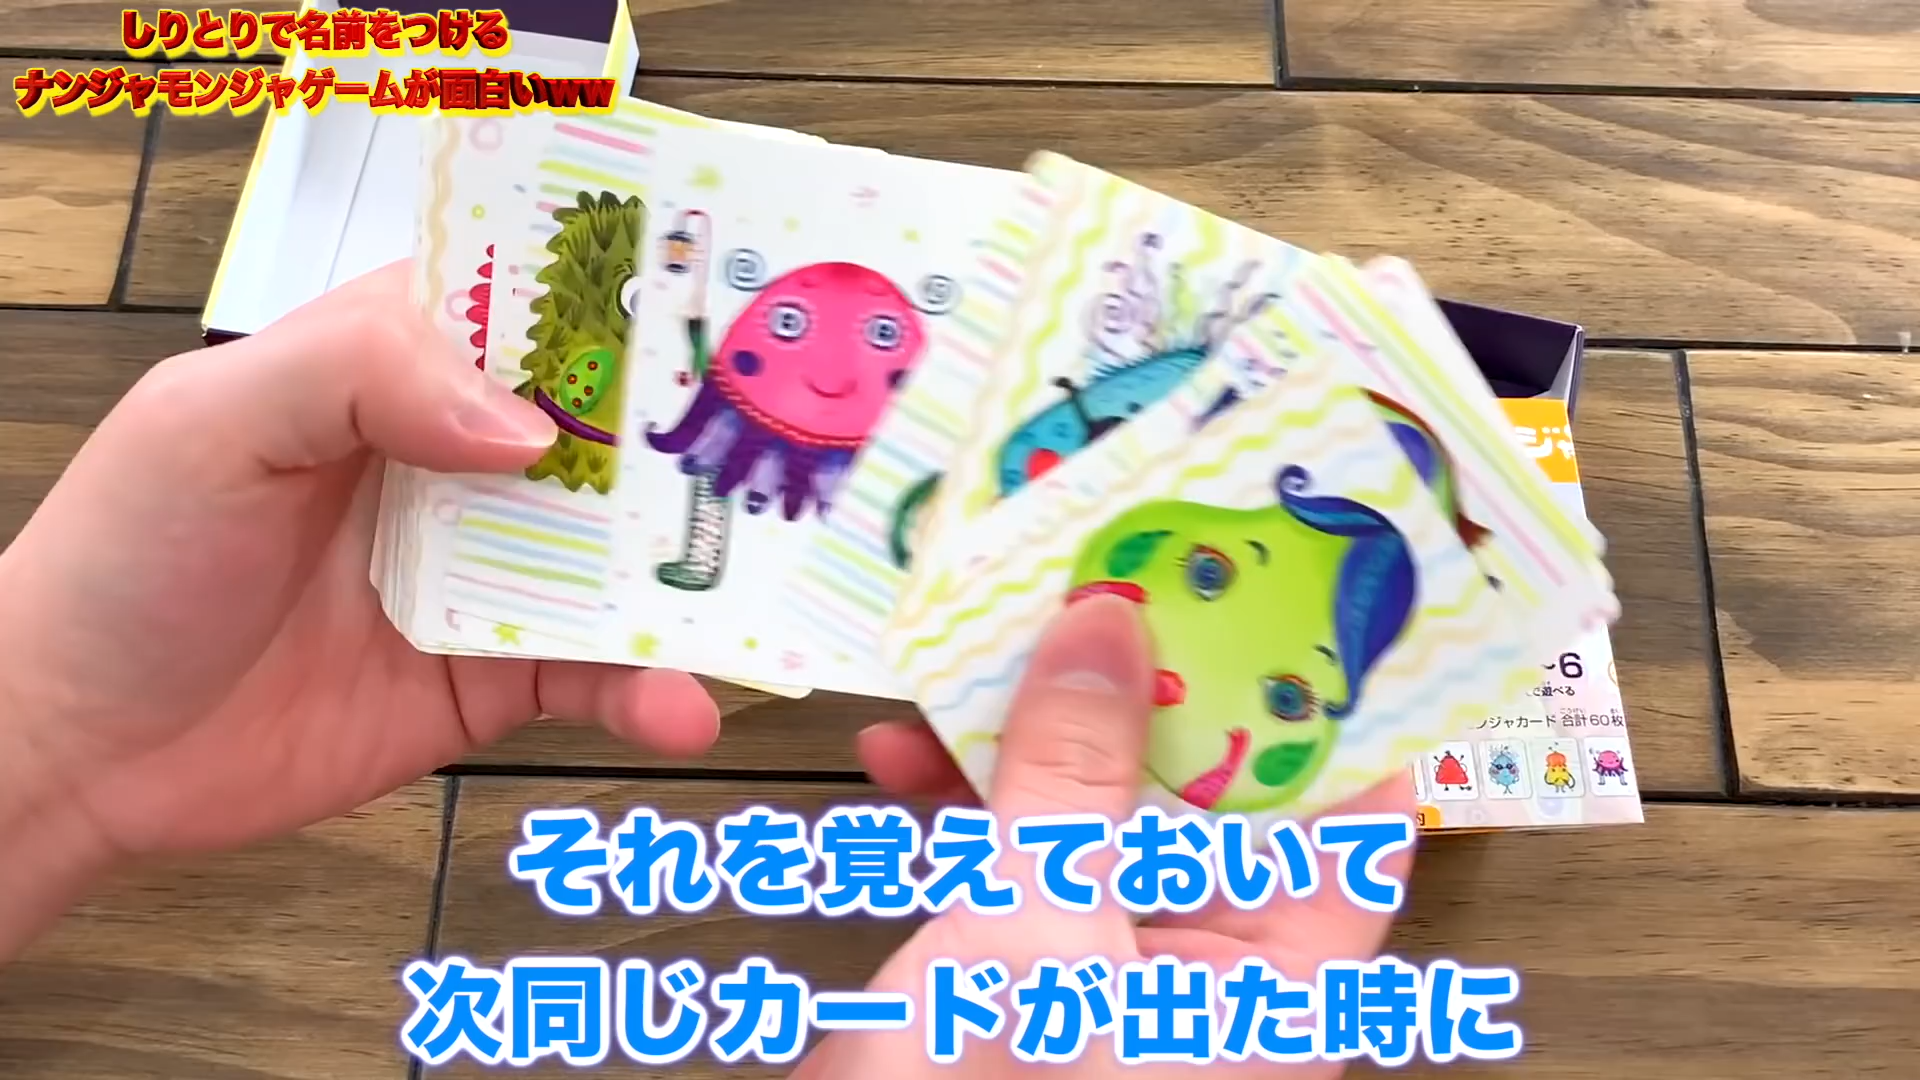 しりとりで名前をつける
ナンジャモンジャゲームが面白いww
ジャ
~6
で遊べる
ンジャカード 合計60枚
それを覚えておいて
次同じカードが出た時に